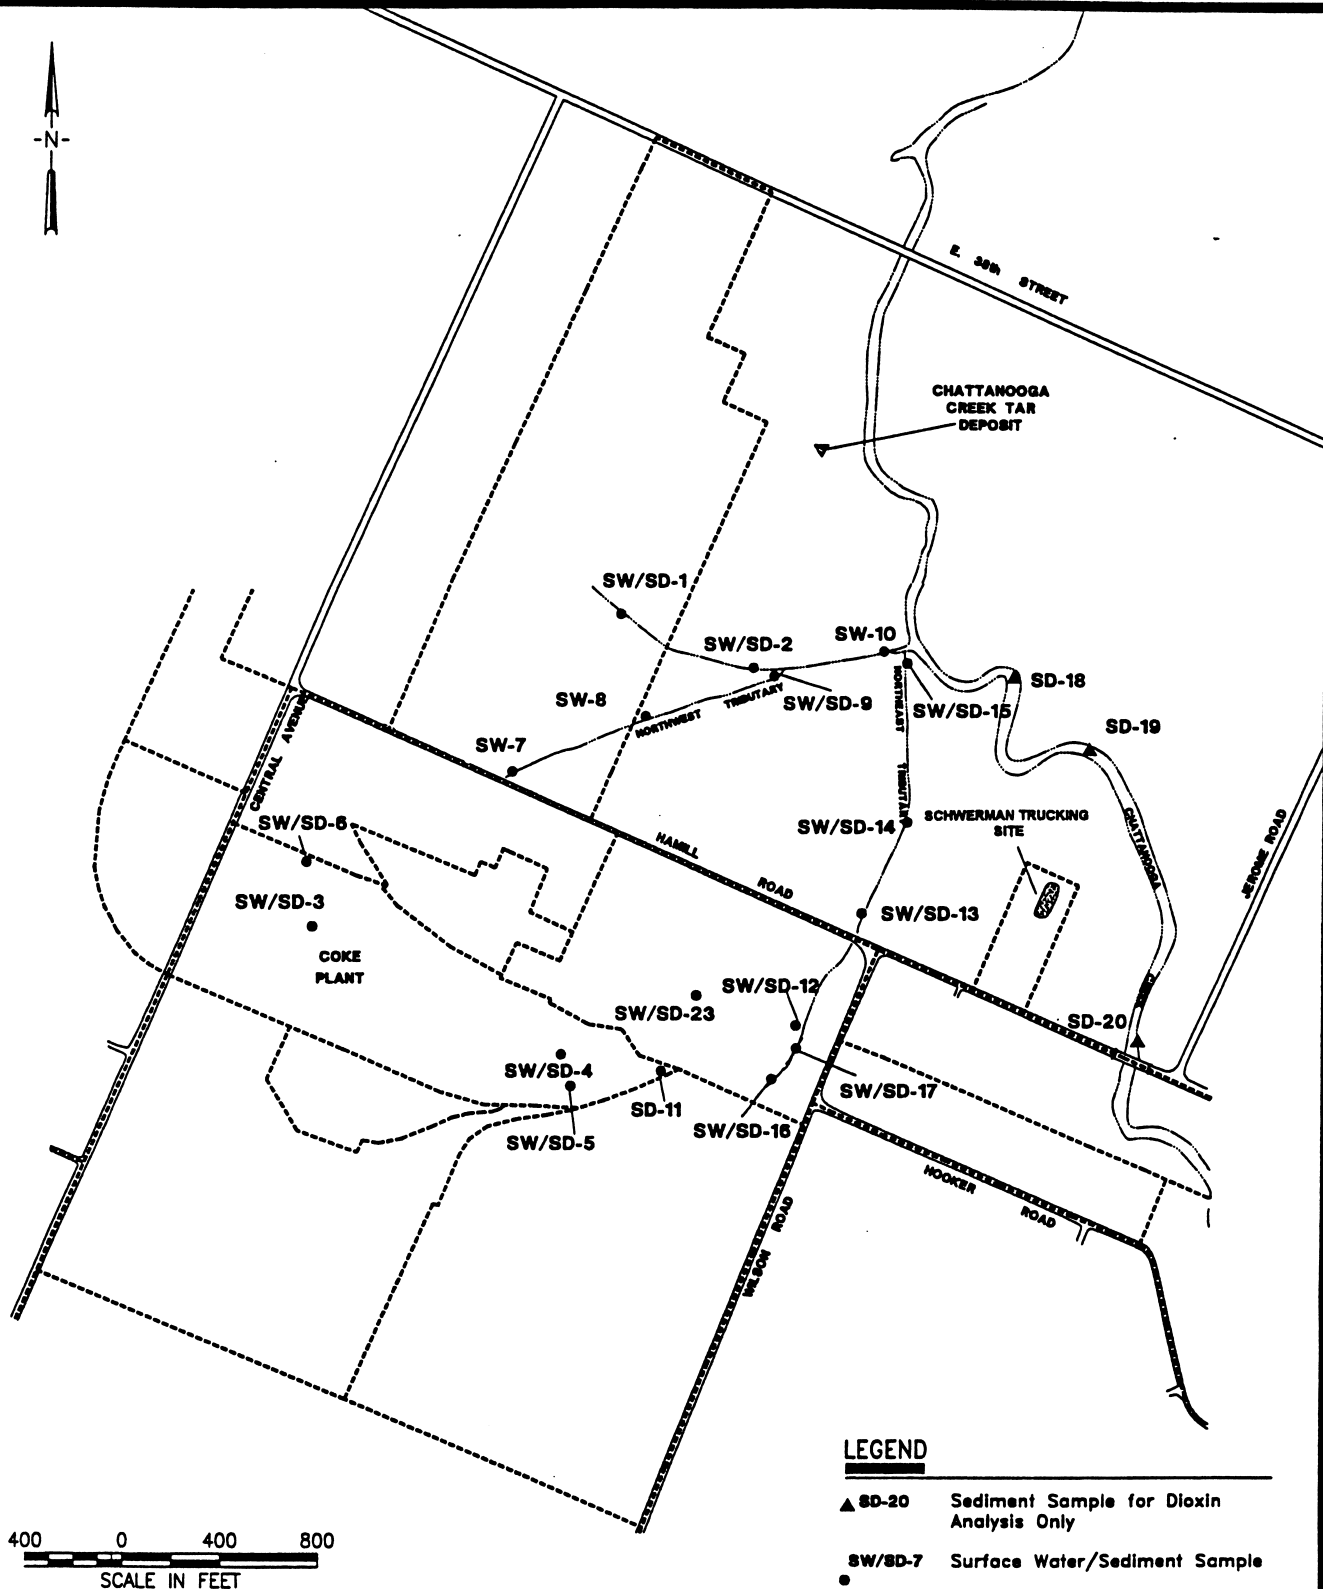 -N-
E. 38th STREET
CHATTANOOGA
CREEK TAR
DEPOSIT
SW/SD-1
SW/SD-2
SW-10
SD-18
SW-8
NORTHWEST TRIBUTARY
SW/SD-9
NORTHEAST TRIBUTARY
SW/SD-15
SD-19
SW-7
CENTRAL AVENUE
SW/SD-6
HAMILL ROAD
SW/SD-14
SCHWERMAN TRUCKING
SITE
CHATTANOOGA
JEROME ROAD
SW/SD-3
SW/SD-13
COKE
PLANT
SW/SD-12
SW/SD-23
SD-20
SW/SD-4
SD-11
SW/SD-17
SW/SD-16
SW/SD-5
HOOKER ROAD
WILSON ROAD
LEGEND
SD-20 Sediment Sample for Dioxin
Analysis Only
SW/SD-7 Surface Water/Sediment Sample
400 0 400 800
SCALE IN FEET